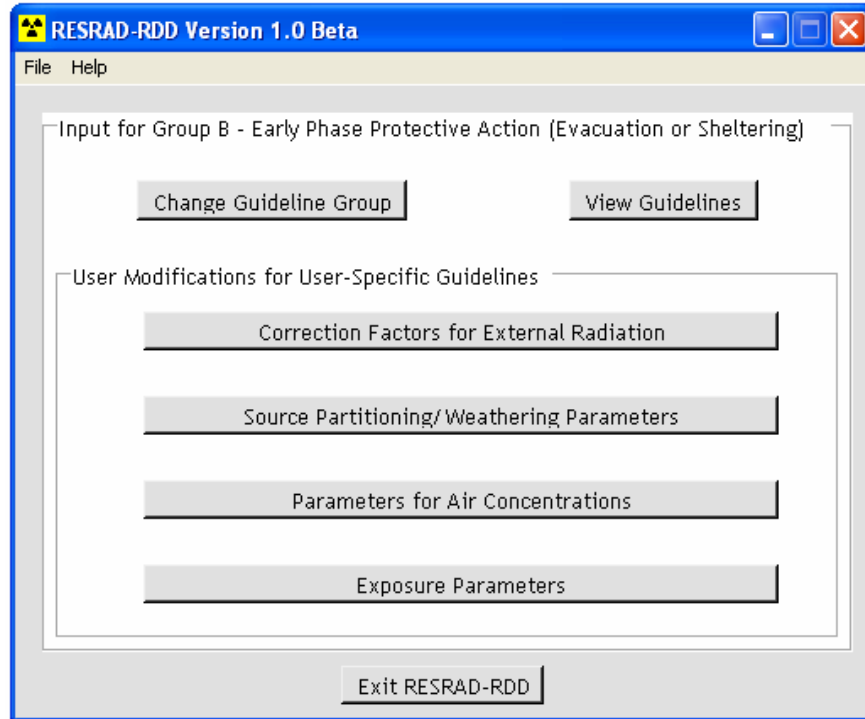 RESRAD-RDD Version 1.0 Beta
File Help
Input for Group B - Early Phase Protective Action (Evacuation or Sheltering)
Change Guideline Group View Guidelines
User Modifications for User-Specific Guidelines
Correction Factors for External Radiation
Source Partitioning/Weathering Parameters
Parameters for Air Concentrations
Exposure Parameters
Exit RESRAD-RDD